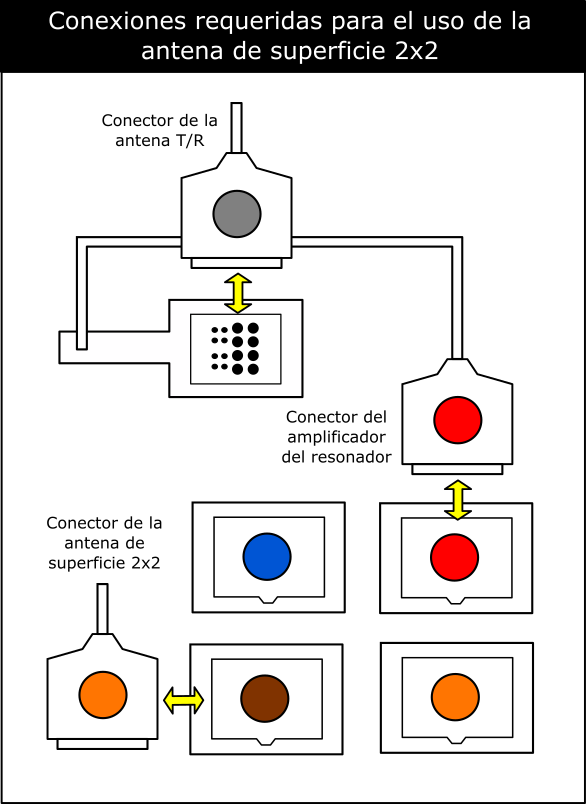 Conexiones requeridas para el uso de la
antena de superficie 2x2
Conector de la
antena T/R
Conector del
amplificador
del resonador
Conector de la
antena de
superficie 2x2